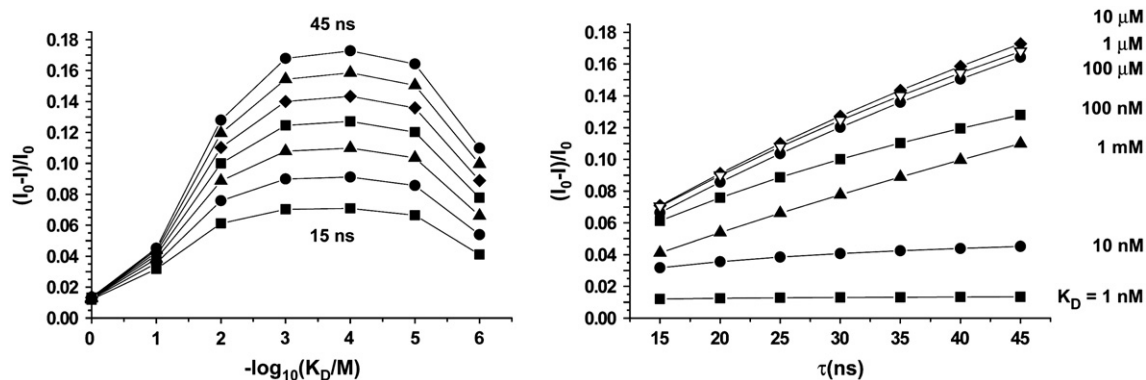 45 ns
15 ns
(I0-I)/I0
0.18
0.16
0.14
0.12
0.10
0.08
0.06
0.04
0.02
0.00
0 1 2 3 4 5 6
-log10(KD/M)
(I0-I)/I0
0.18
0.16
0.14
0.12
0.10
0.08
0.06
0.04
0.02
0.00
15 20 25 30 35 40 45
τ(ns)
10 μM
1 μM
100 μM
100 nM
1 mM
10 nM
KD = 1 nM